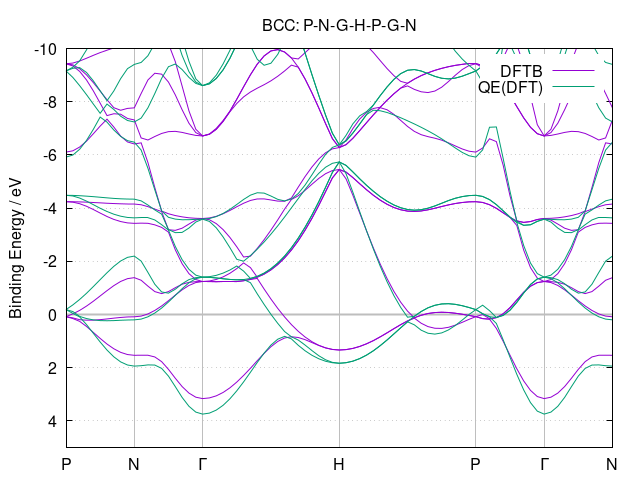 BCC: P-N-G-H-P-G-N
-10
DFTB
QE(DFT)
-8
-6
-4
-2
0
2
4
Binding Energy / eV
P N Γ H P Γ N